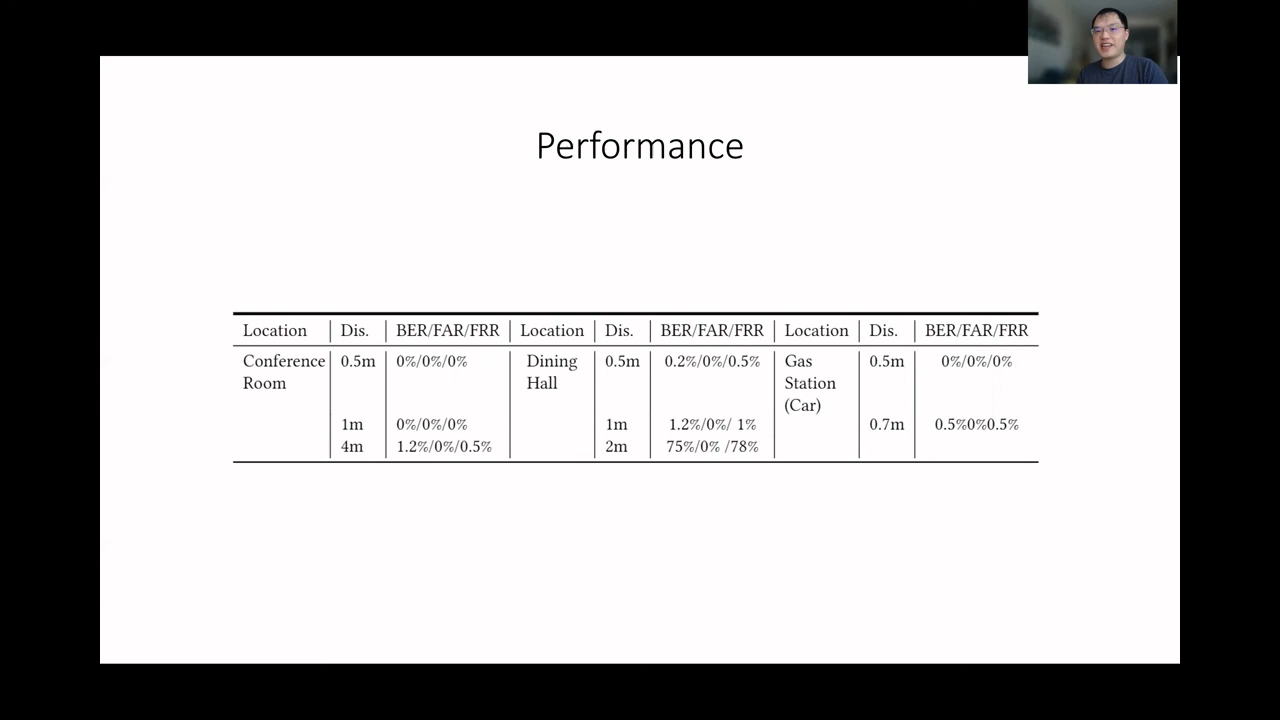 Performance
Location Dis. BER/FAR/FRR Location Dis. BER/FAR/FRR Location Dis. BER/FAR/FRR
Conference 0.5m 0%/0%/0% Dining 0.5m 0.2%/0%/0.5% Gas 0.5m 0%/0%/0%
Room Hall Station
(Car)
1m 0%/0%/0% 1m 1.2%/0%/ 1% 0.7m 0.5%0%0.5%
4m 1.2%/0%/0.5% 2m 75%/0% /78%